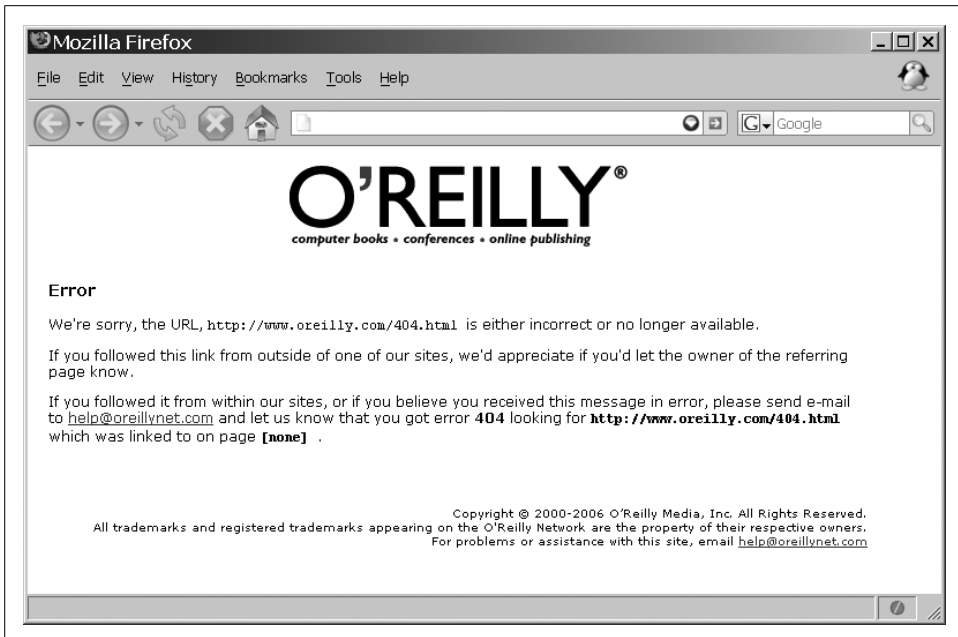 Mozilla Firefox
File Edit View History Bookmarks Tools Help
G Google
O'REILLY®
computer books • conferences • online publishing
Error
We're sorry, the URL, http://www.oreilly.com/404.html is either incorrect or no longer available.
If you followed this link from outside of one of our sites, we'd appreciate if you'd let the owner of the referring
page know.
If you followed it from within our sites, or if you believe you received this message in error, please send e-mail
to help@oreillynet.com and let us know that you got error 404 looking for http://www.oreilly.com/404.html
which was linked to on page [none] .
Copyright © 2000-2006 O'Reilly Media, Inc. All Rights Reserved.
All trademarks and registered trademarks appearing on the O'Reilly Network are the property of their respective owners.
For problems or assistance with this site, email help@oreillynet.com